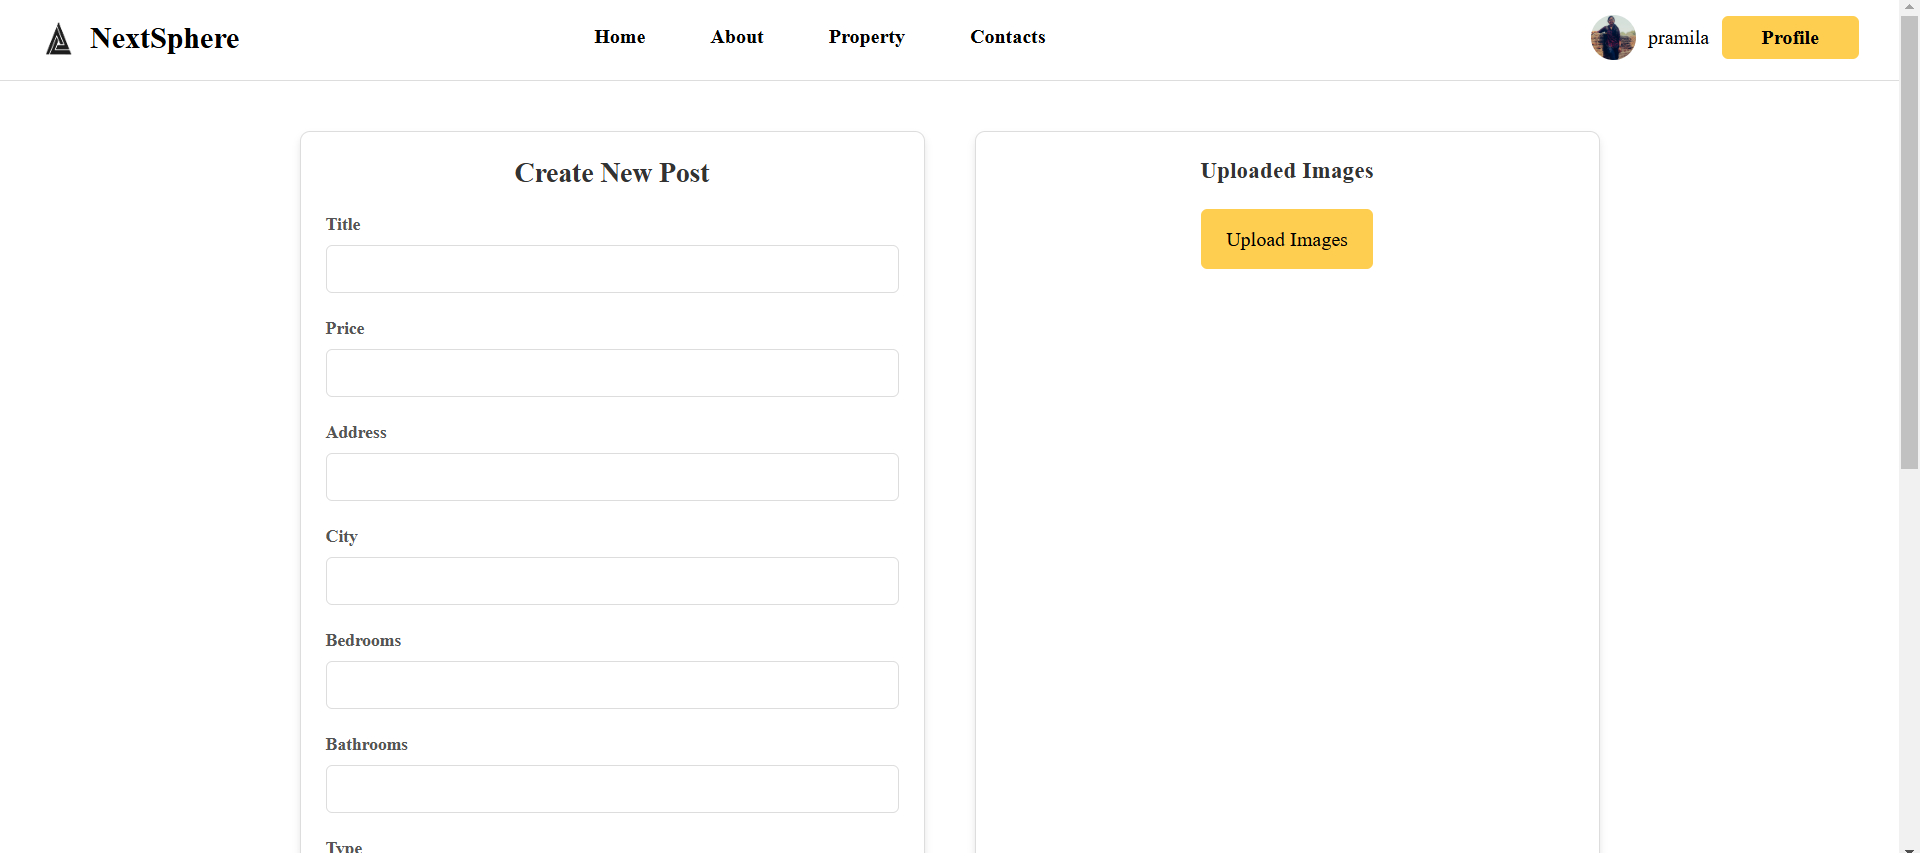 NextSphere
Home
About
Property
Contacts
pramila
Profile
Create New Post
Title
Price
Address
City
Bedrooms
Bathrooms
Type
Uploaded Images
Upload Images